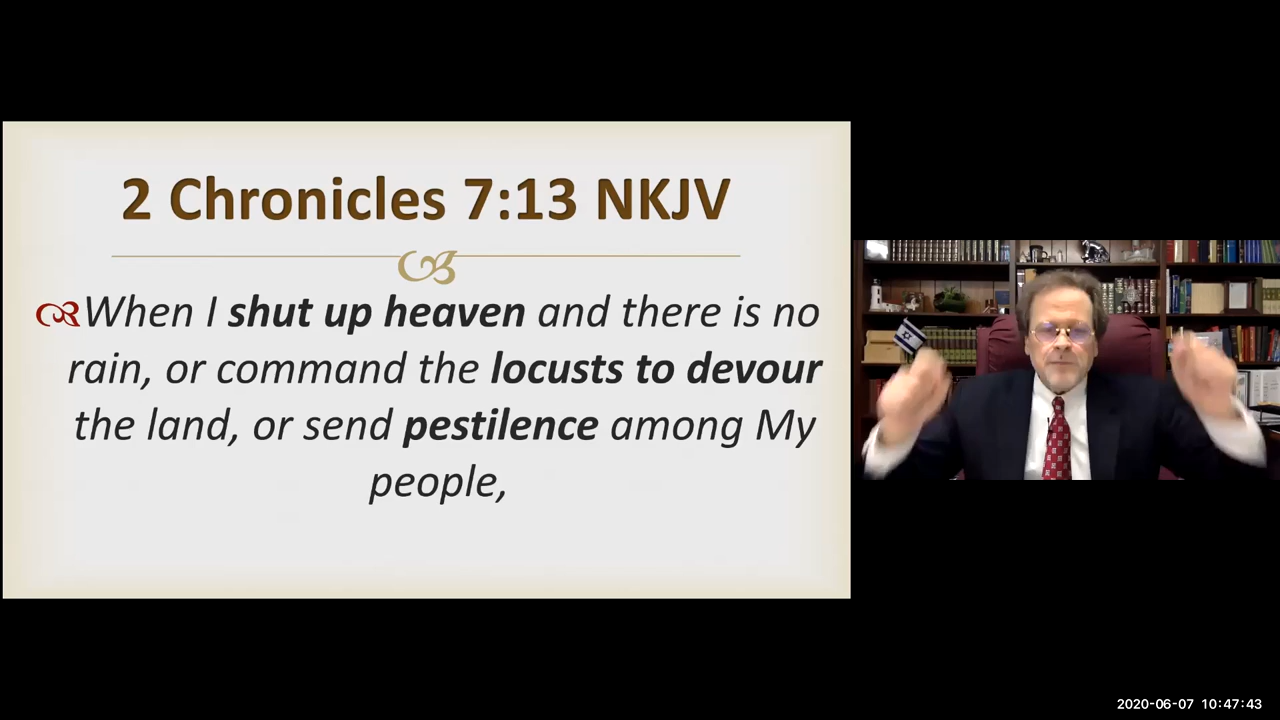 2 Chronicles 7:13 NKJV
When I shut up heaven and there is no
rain, or command the locusts to devour
the land, or send pestilence among My
people,
2020-06-07 10:47:43